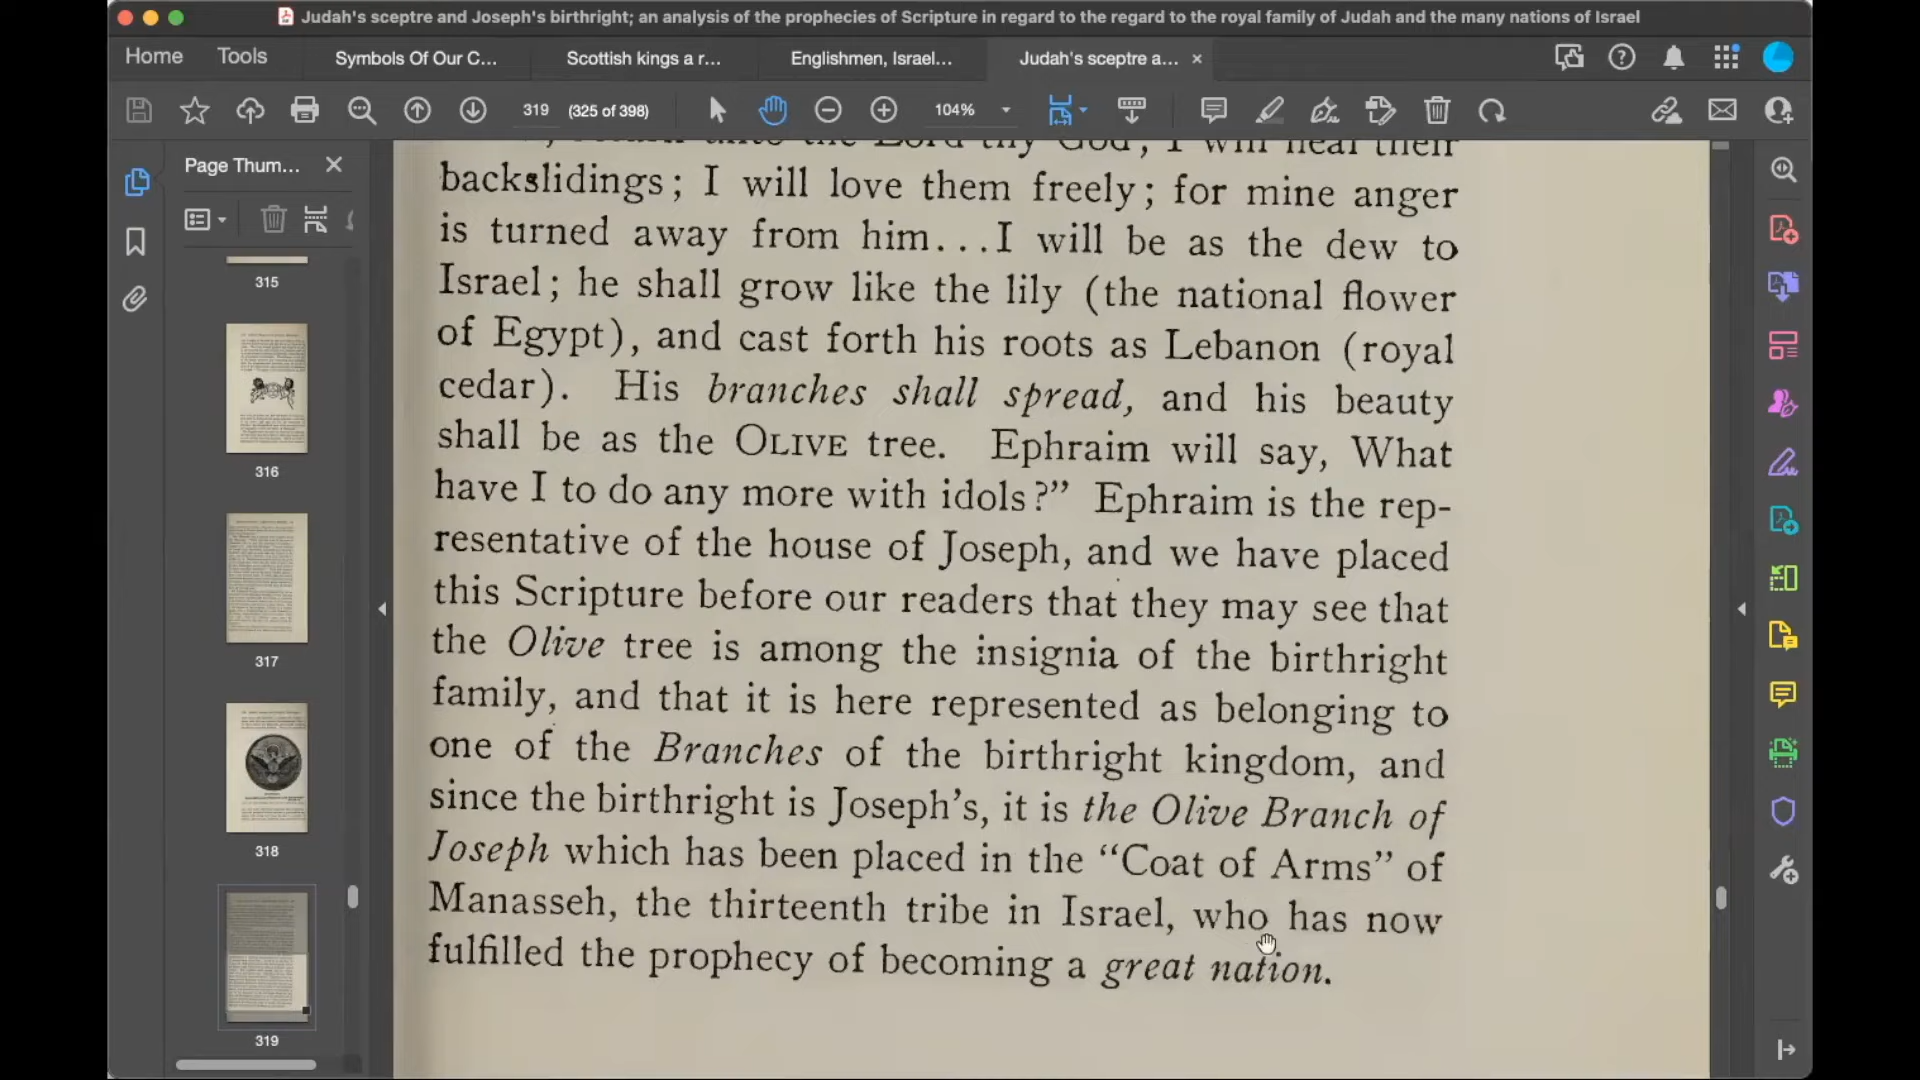 Judah's sceptre and Joseph's birthright; an analysis of the prophecies of Scripture in regard to the regard to the royal family of Judah and the many nations of Israel
Home Tools Symbols Of Our C... Scottish kings a r... Englishmen, Israel... Judah's sceptre a... ×
319 (325 of 398) 104%
Page Thum...
315
316
317
318
319
unto the Lord thy God; I will heal their
backslidings; I will love them freely; for mine anger
is turned away from him...I will be as the dew to
Israel; he shall grow like the lily (the national flower
of Egypt), and cast forth his roots as Lebanon (royal
cedar). His branches shall spread, and his beauty
shall be as the OLIVE tree. Ephraim will say, What
have I to do any more with idols?" Ephraim is the rep-
resentative of the house of Joseph, and we have placed
this Scripture before our readers that they may see that
the Olive tree is among the insignia of the birthright
family, and that it is here represented as belonging to
one of the Branches of the birthright kingdom, and
since the birthright is Joseph's, it is the Olive Branch of
Joseph which has been placed in the "Coat of Arms" of
Manasseh, the thirteenth tribe in Israel, who has now
fulfilled the prophecy of becoming a great nation.